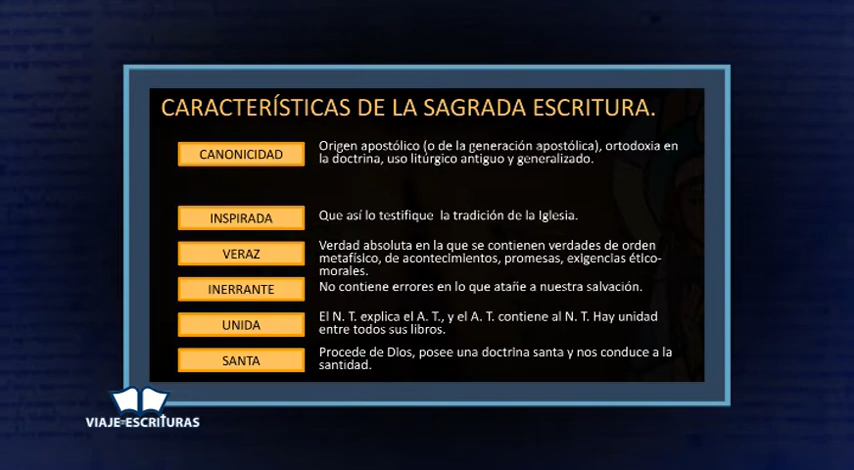 CARACTERÍSTICAS DE LA SAGRADA ESCRITURA.
CANONICIDAD
Origen apostólico (o de la generación apostólica), ortodoxia en
la doctrina, uso litúrgico antiguo y generalizado.
INSPIRADA
Que así lo testifique la tradición de la Iglesia.
VERAZ
Verdad absoluta en la que se contienen verdades de orden
metafísico, de acontecimientos, promesas, exigencias ético-
morales.
INERRANTE
No contiene errores en lo que atañe a nuestra salvación.
UNIDA
El N. T. explica el A. T., y el A. T. contiene al N. T. Hay unidad
entre todos sus libros.
SANTA
Procede de Dios, posee una doctrina santa y nos conduce a la
santidad.
VIAJE ESCRITURAS